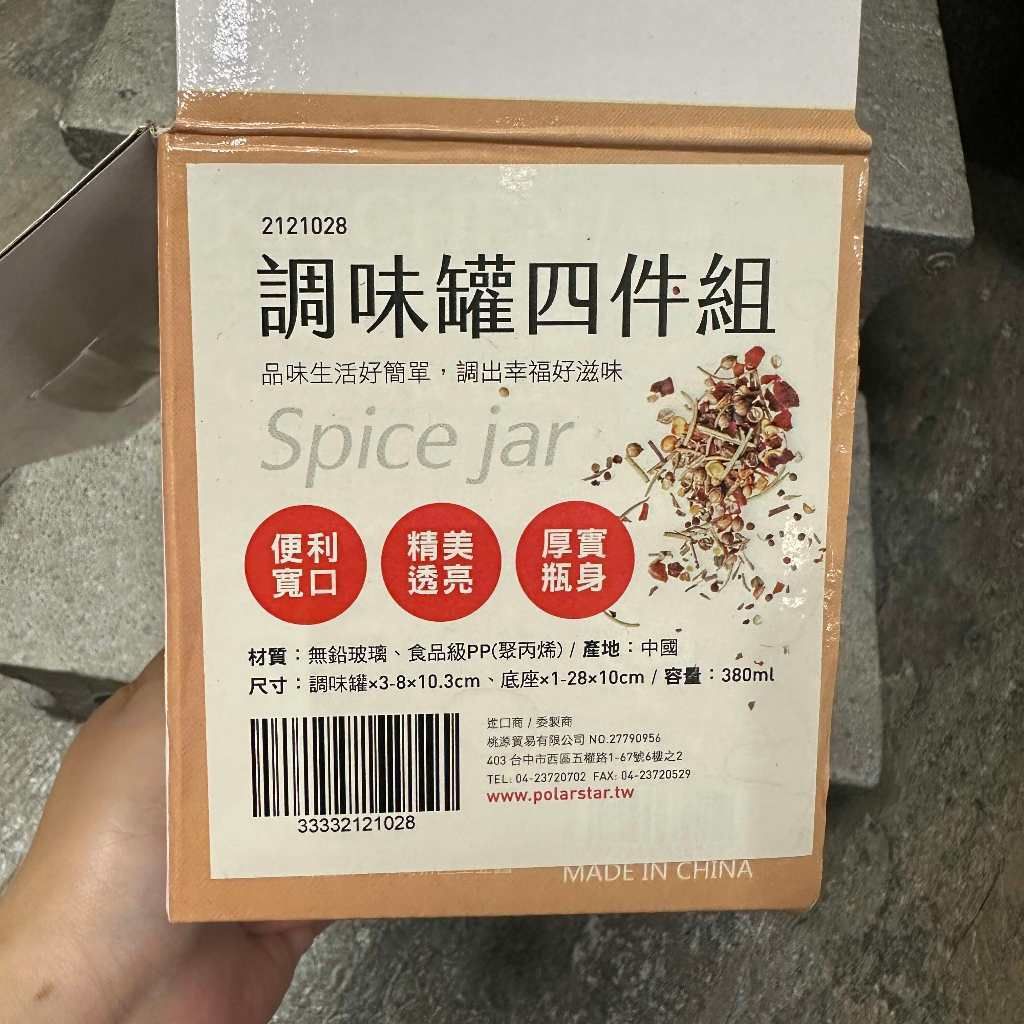 2121028
調味罐四件組
品味生活好簡單，調出幸福好滋味
Spice jar
便利
寬口
精美
透亮
厚實
瓶身
材質：無鉛玻璃、食品級PP(聚丙烯) / 產地：中國
尺寸：調味罐×3-8×10.3cm、底座×1-28×10cm / 容量：380ml
進口商 / 委製商
桃源貿易有限公司 NO.27790956
403 台中市西區五權路1-67號6樓之2
TEL: 04-23720702 FAX: 04-23720529
www.polarstar.tw
33332121028
MADE IN CHINA